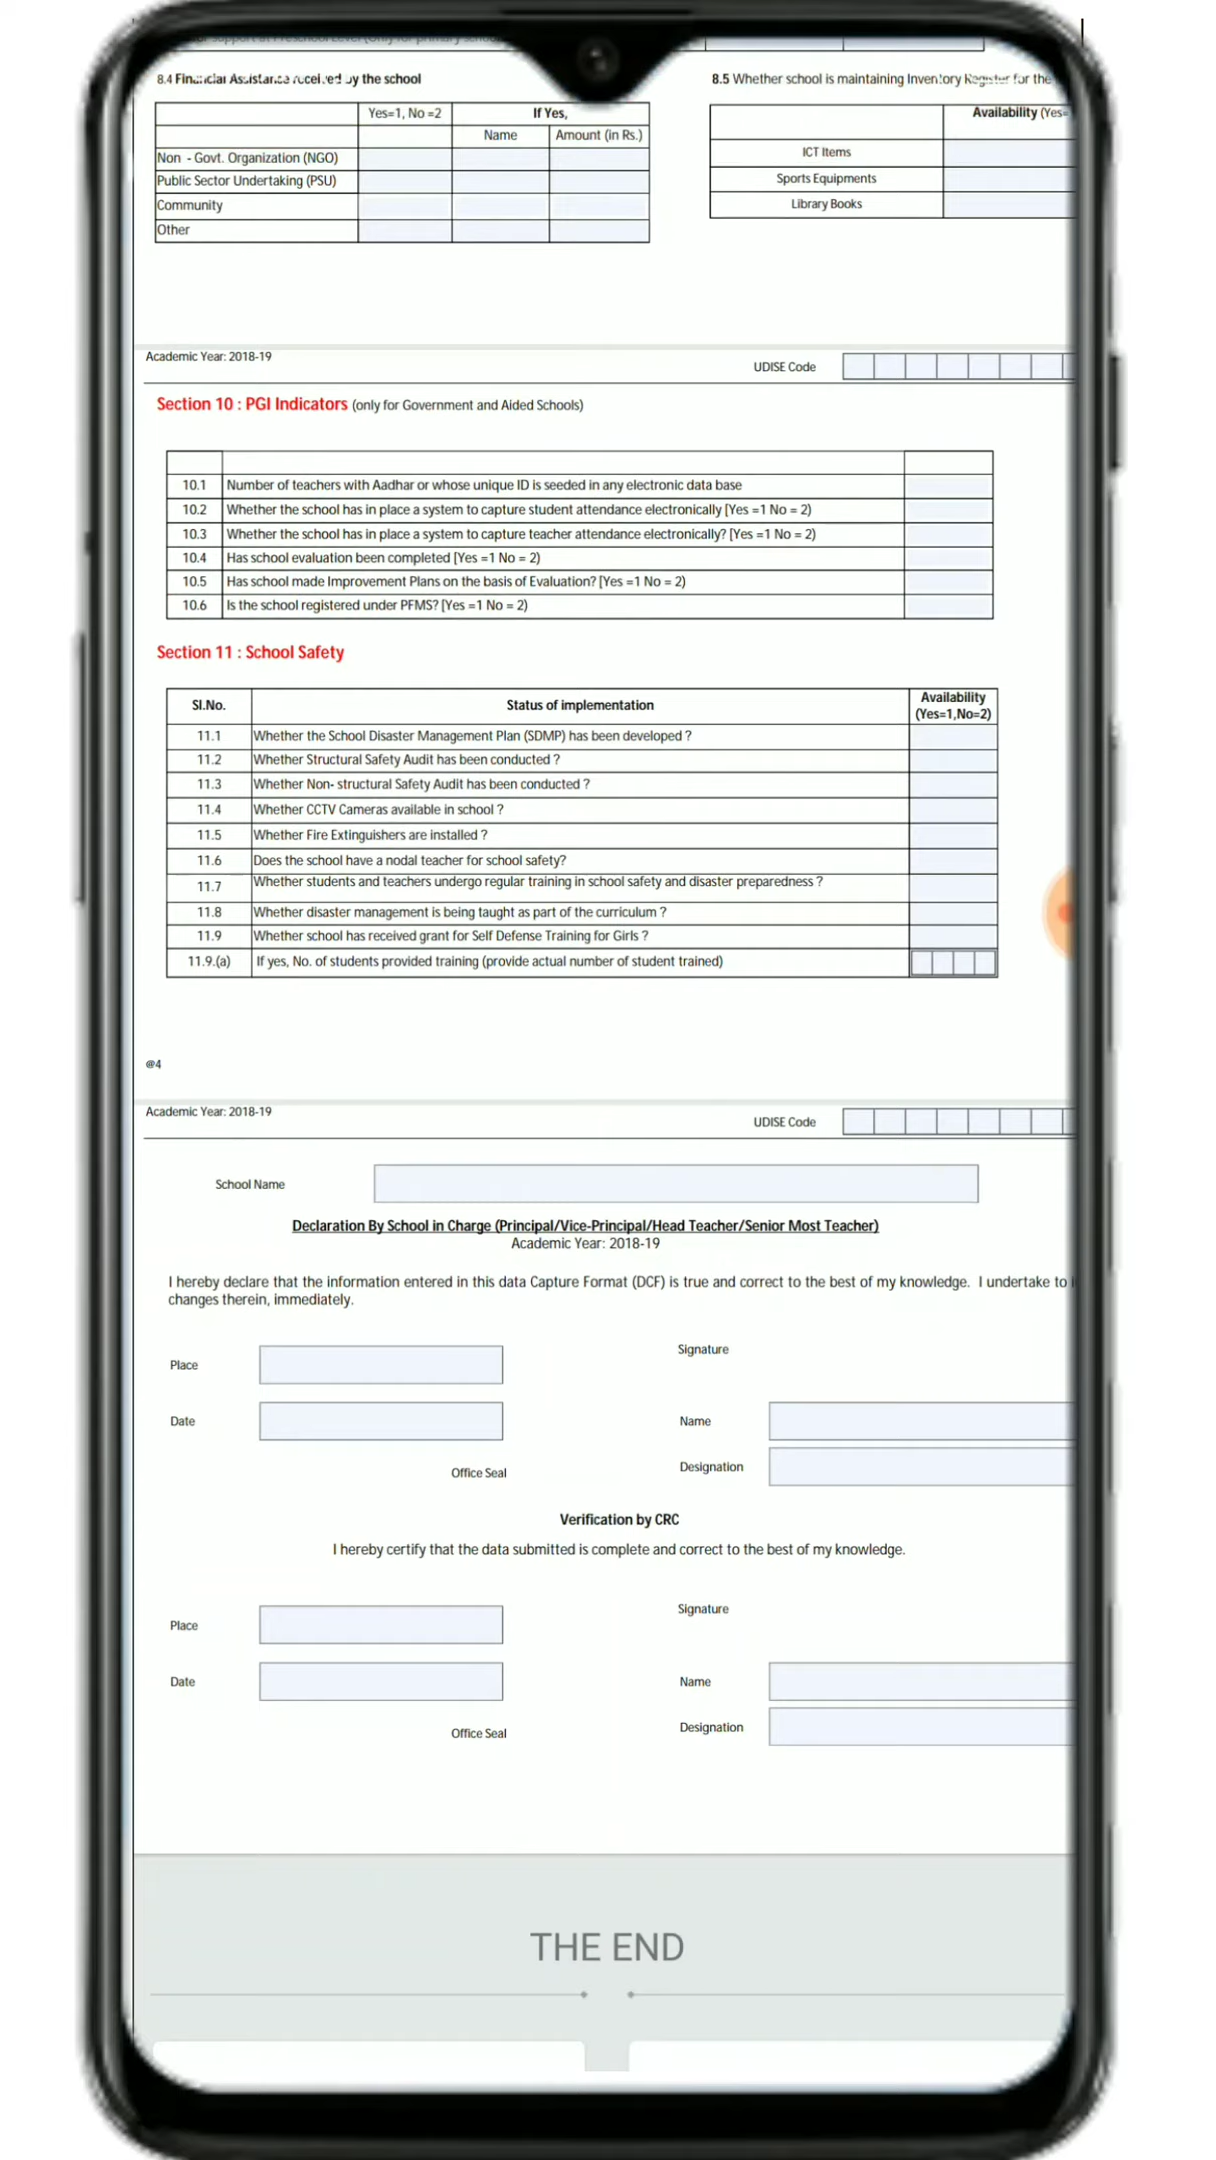 8.4 Financial Assistance received by the school
8.5 Whether school is maintaining Inventory Register for the
Yes=1, No =2 If Yes,
Name Amount (in Rs.)
Non - Govt. Organization (NGO)
Public Sector Undertaking (PSU)
Community
Other
Availability (Yes=
ICT Items
Sports Equipments
Library Books
Academic Year: 2018-19
UDISE Code
Section 10 : PGI Indicators (only for Government and Aided Schools)
10.1 Number of teachers with Aadhar or whose unique ID is seeded in any electronic data base
10.2 Whether the school has in place a system to capture student attendance electronically [Yes =1 No = 2)
10.3 Whether the school has in place a system to capture teacher attendance electronically? [Yes =1 No = 2)
10.4 Has school evaluation been completed [Yes =1 No = 2)
10.5 Has school made Improvement Plans on the basis of Evaluation? [Yes =1 No = 2)
10.6 Is the school registered under PFMS? [Yes =1 No = 2)
Section 11 : School Safety
Sl.No. Status of implementation Availability (Yes=1,No=2)
11.1 Whether the School Disaster Management Plan (SDMP) has been developed ?
11.2 Whether Structural Safety Audit has been conducted ?
11.3 Whether Non- structural Safety Audit has been conducted ?
11.4 Whether CCTV Cameras available in school ?
11.5 Whether Fire Extinguishers are installed ?
11.6 Does the school have a nodal teacher for school safety?
11.7 Whether students and teachers undergo regular training in school safety and disaster preparedness ?
11.8 Whether disaster management is being taught as part of the curriculum ?
11.9 Whether school has received grant for Self Defense Training for Girls ?
11.9.(a) If yes, No. of students provided training (provide actual number of student trained)
@4
Academic Year: 2018-19
UDISE Code
School Name
Declaration By School in Charge (Principal/Vice-Principal/Head Teacher/Senior Most Teacher)
Academic Year: 2018-19
I hereby declare that the information entered in this data Capture Format (DCF) is true and correct to the best of my knowledge. I undertake to
changes therein, immediately.
Signature
Place
Date
Name
Designation
Office Seal
Verification by CRC
I hereby certify that the data submitted is complete and correct to the best of my knowledge.
Signature
Place
Date
Name
Designation
Office Seal
THE END